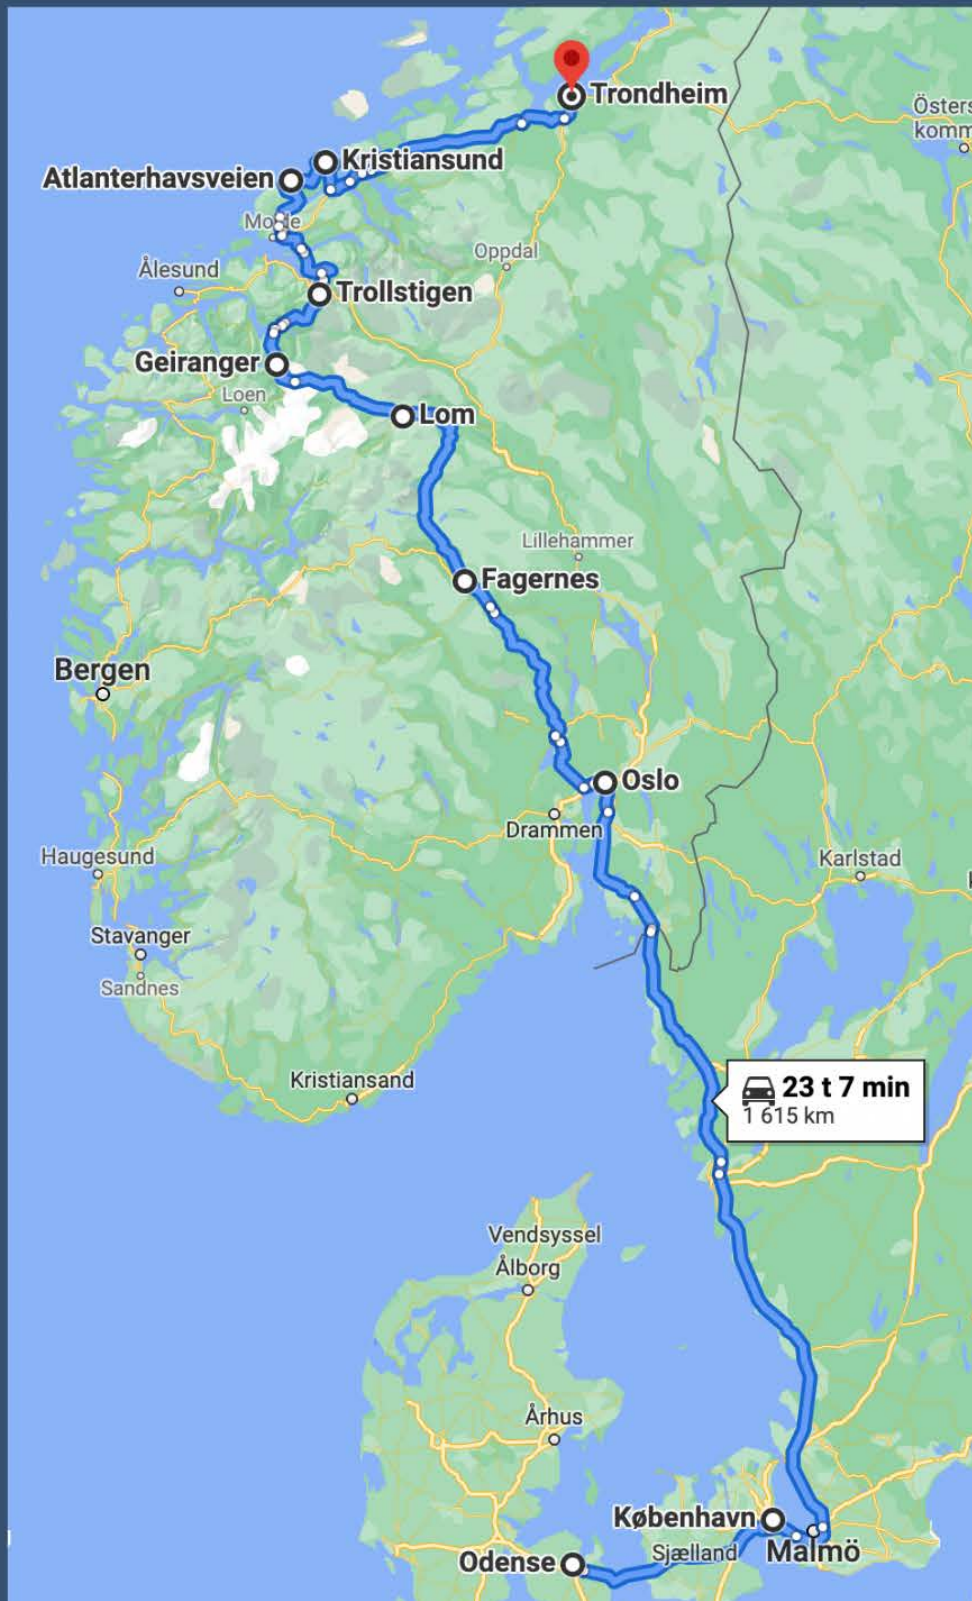 Trondheim
Östers
komm
Kristiansund
Atlanterhavsveien
Molde
Oppdal
Ålesund
Trollstigen
Geiranger
Loen
Lom
Lillehammer
Fagernes
Bergen
Oslo
Drammen
Haugesund
Karlstad
Stavanger
Sandnes
Kristiansand
23 t 7 min
1 615 km
Vendsyssel
Ålborg
Århus
København
Sjælland
Malmö
Odense